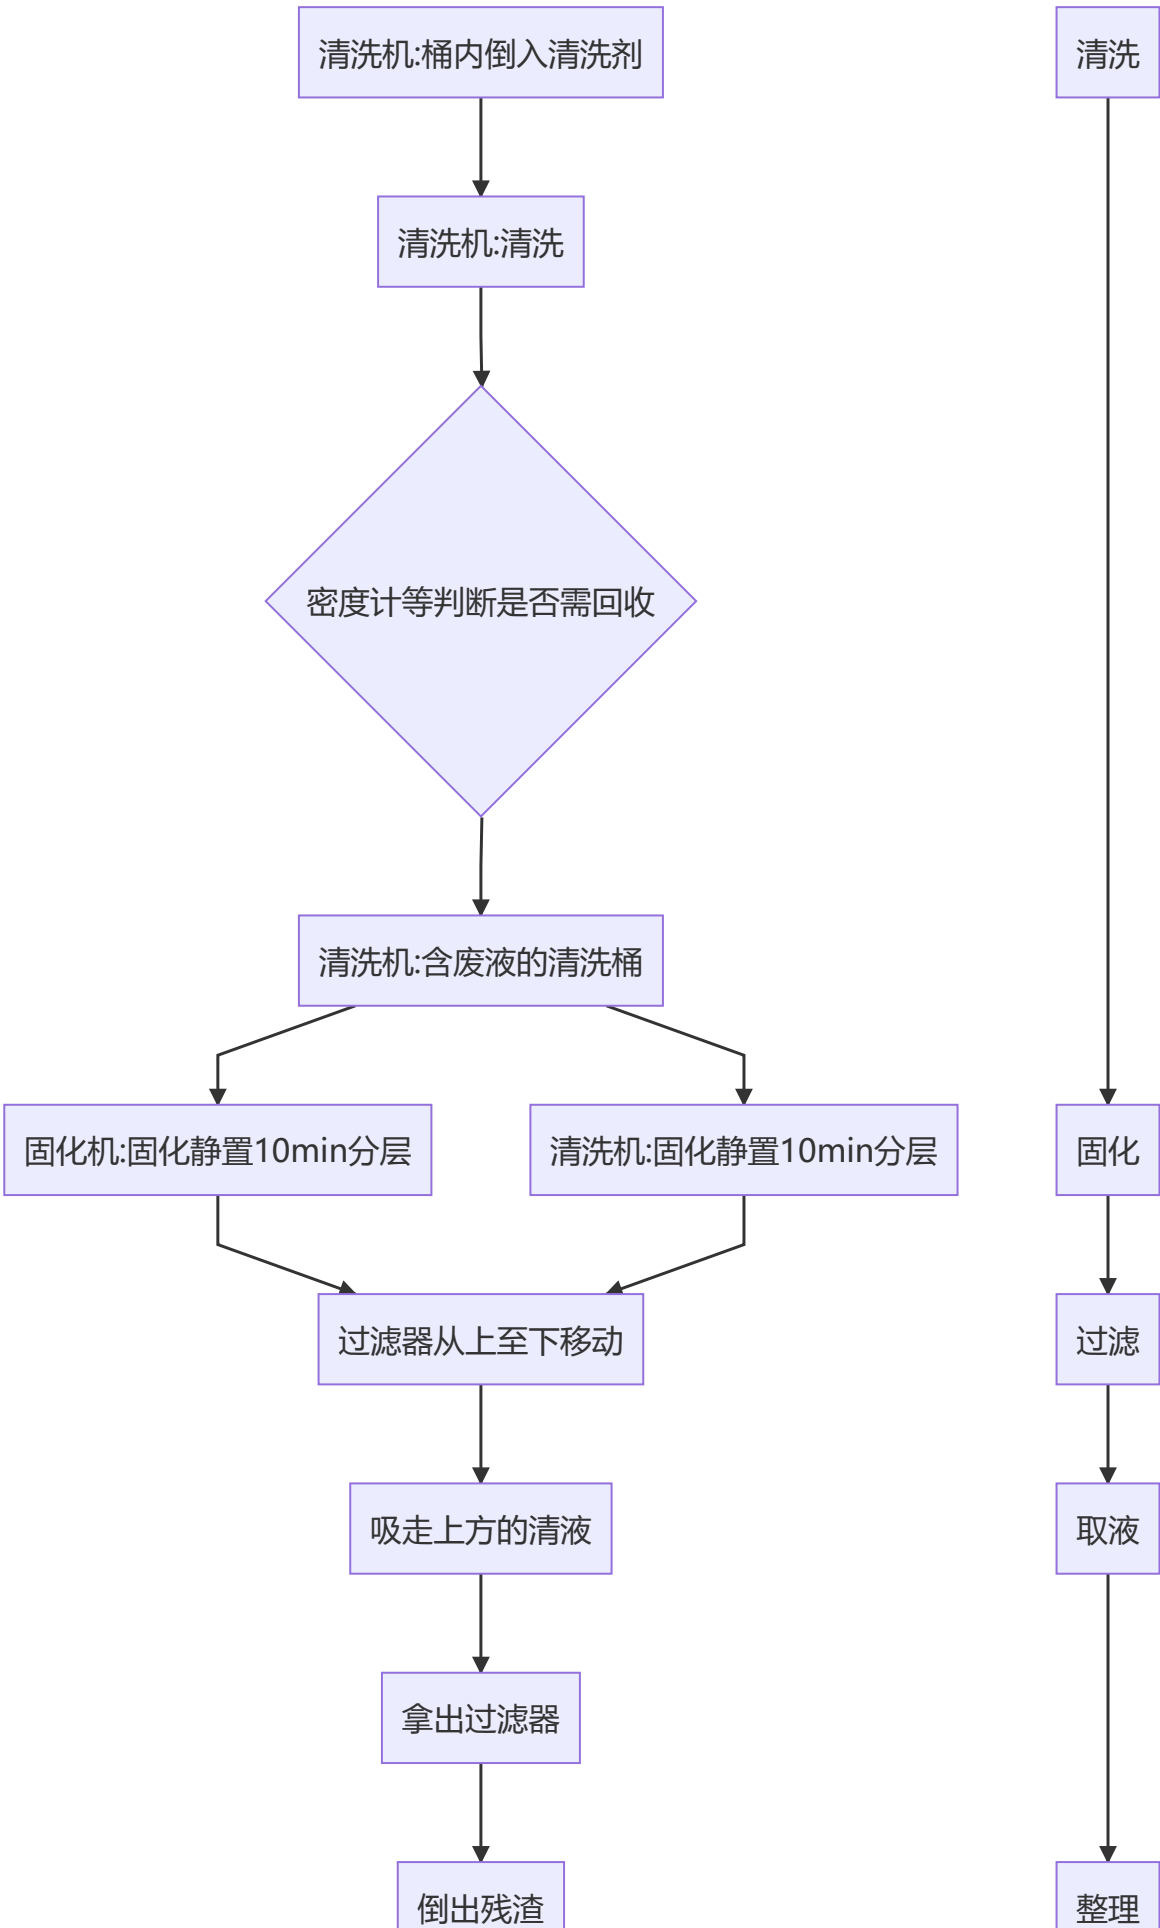 清洗机:桶内倒入清洗剂
清洗
清洗机:清洗
密度计等判断是否需回收
清洗机:含废液的清洗桶
固化机:固化静置10min分层
清洗机:固化静置10min分层
固化
过滤器从上至下移动
过滤
吸走上方的清液
取液
拿出过滤器
倒出残渣
整理